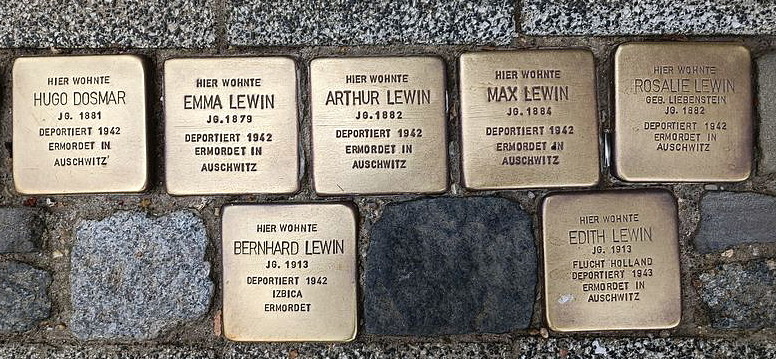 HIER WOHNTE
HUGO DOSMAR
JG. 1881
DEPORTIERT 1942
ERMORDET IN
AUSCHWITZ
HIER WOHNTE
EMMA LEWIN
JG. 1879
DEPORTIERT 1942
ERMORDET IN
AUSCHWITZ
HIER WOHNTE
ARTHUR LEWIN
JG. 1882
DEPORTIERT 1942
ERMORDET IN
AUSCHWITZ
HIER WOHNTE
MAX LEWIN
JG. 1884
DEPORTIERT 1942
ERMORDET IN
AUSCHWITZ
HIER WOHNTE
ROSALIE LEWIN
GEB. LIEBENSTEIN
JG. 1882
DEPORTIERT 1942
ERMORDET IN
AUSCHWITZ
HIER WOHNTE
BERNHARD LEWIN
JG. 1913
DEPORTIERT 1942
IZBICA
ERMORDET
HIER WOHNTE
EDITH LEWIN
JG. 1913
FLUCHT HOLLAND
DEPORTIERT 1943
ERMORDET IN
AUSCHWITZ